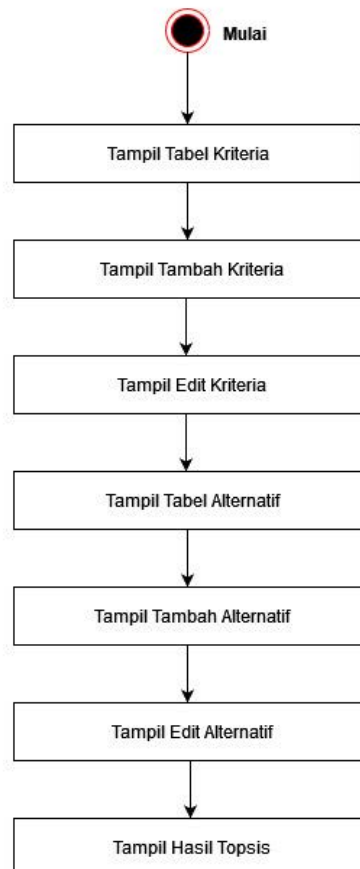 Mulai
Tampil Tabel Kriteria
Tampil Tambah Kriteria
Tampil Edit Kriteria
Tampil Tabel Alternatif
Tampil Tambah Alternatif
Tampil Edit Alternatif
Tampil Hasil Topsis